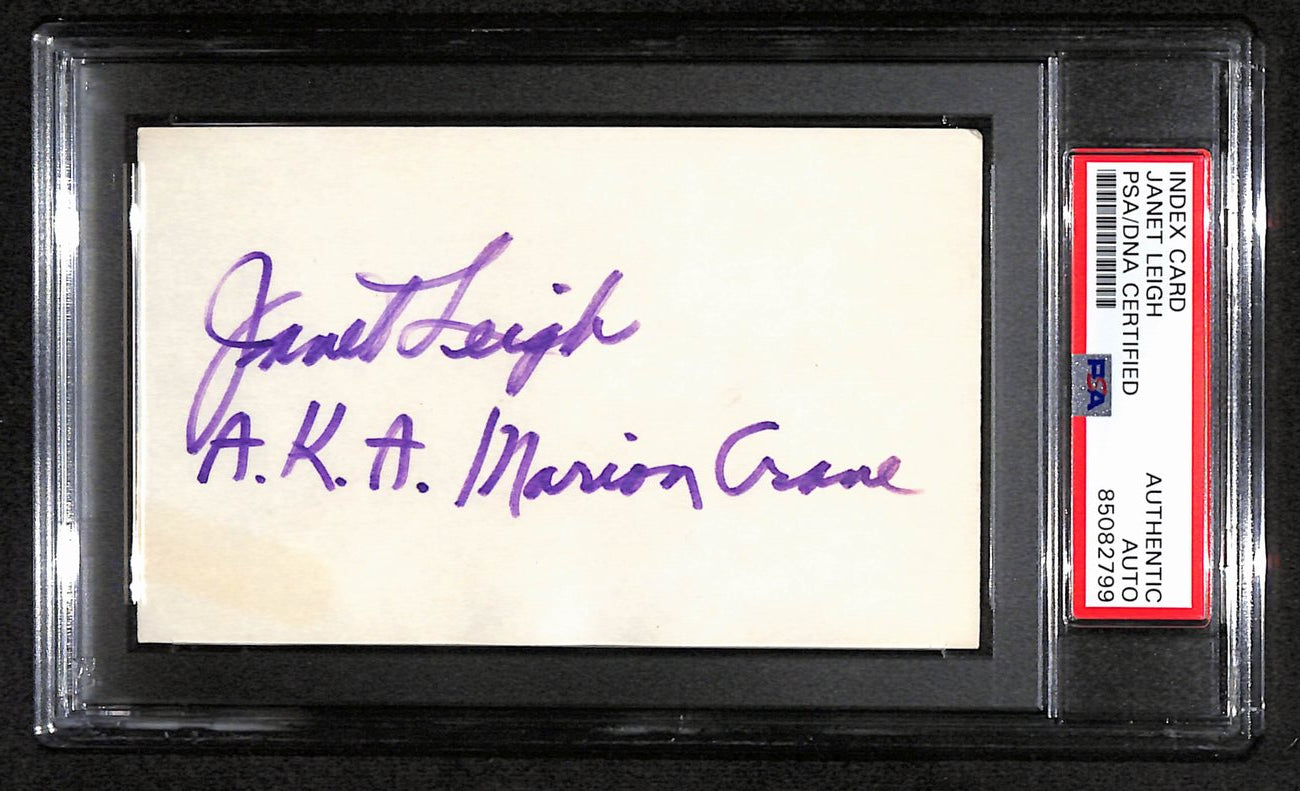 Janet Leigh
A.K.A. Marion Crane
INDEX CARD
JANET LEIGH
PSA/DNA CERTIFIED
PSA
AUTHENTIC
AUTO
85082799